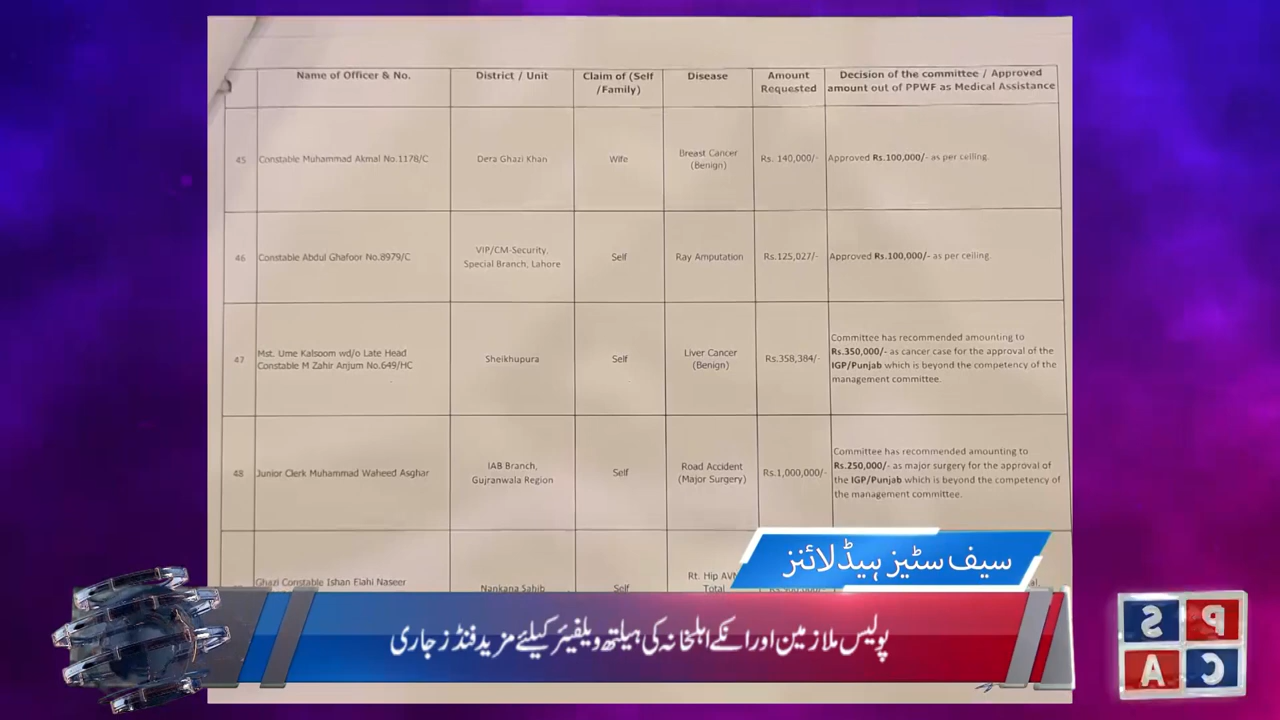 Name of Officer & No.
District / Unit
Claim of (Self
/Family)
Disease
Amount
Requested
Decision of the committee / Approved
amount out of PPWF as Medical Assistance
45
Constable Muhammad Akmal No.1178/C
Dera Ghazi Khan
Wife
Breast Cancer
(Benign)
Rs. 140,000/-
Approved Rs.100,000/- as per ceiling.
46
Constable Abdul Ghafoor No.8979/C
VIP/CM-Security,
Special Branch, Lahore
Self
Ray Amputation
Rs.125,027/-
Approved Rs.100,000/- as per ceiling.
47
Mst. Ume Kalsoom wd/o Late Head
Constable M Zahir Anjum No.649/HC
Sheikhupura
Self
Liver Cancer
(Benign)
Rs.358,384/-
Committee has recommended amounting to
Rs.350,000/- as cancer case for the approval of the
IGP/Punjab which is beyond the competency of the
management committee.
48
Junior Clerk Muhammad Waheed Asghar
IAB Branch,
Gujranwala Region
Self
Road Accident
(Major Surgery)
Rs.1,000,000/-
Committee has recommended amounting to
Rs.250,000/- as major surgery for the approval of
the IGP/Punjab which is beyond the competency of
the management committee.
Ghazi Constable Ishan Elahi Naseer
Nankana Sahib
Self
Rt. Hip
Total
سیف سٹیز ہیڈلائنز
پولیس ملازمین اور انکے اہلخانہ کی ہیلتھ ویلفیئر کیلئے مزید فنڈز جاری
P S
C A